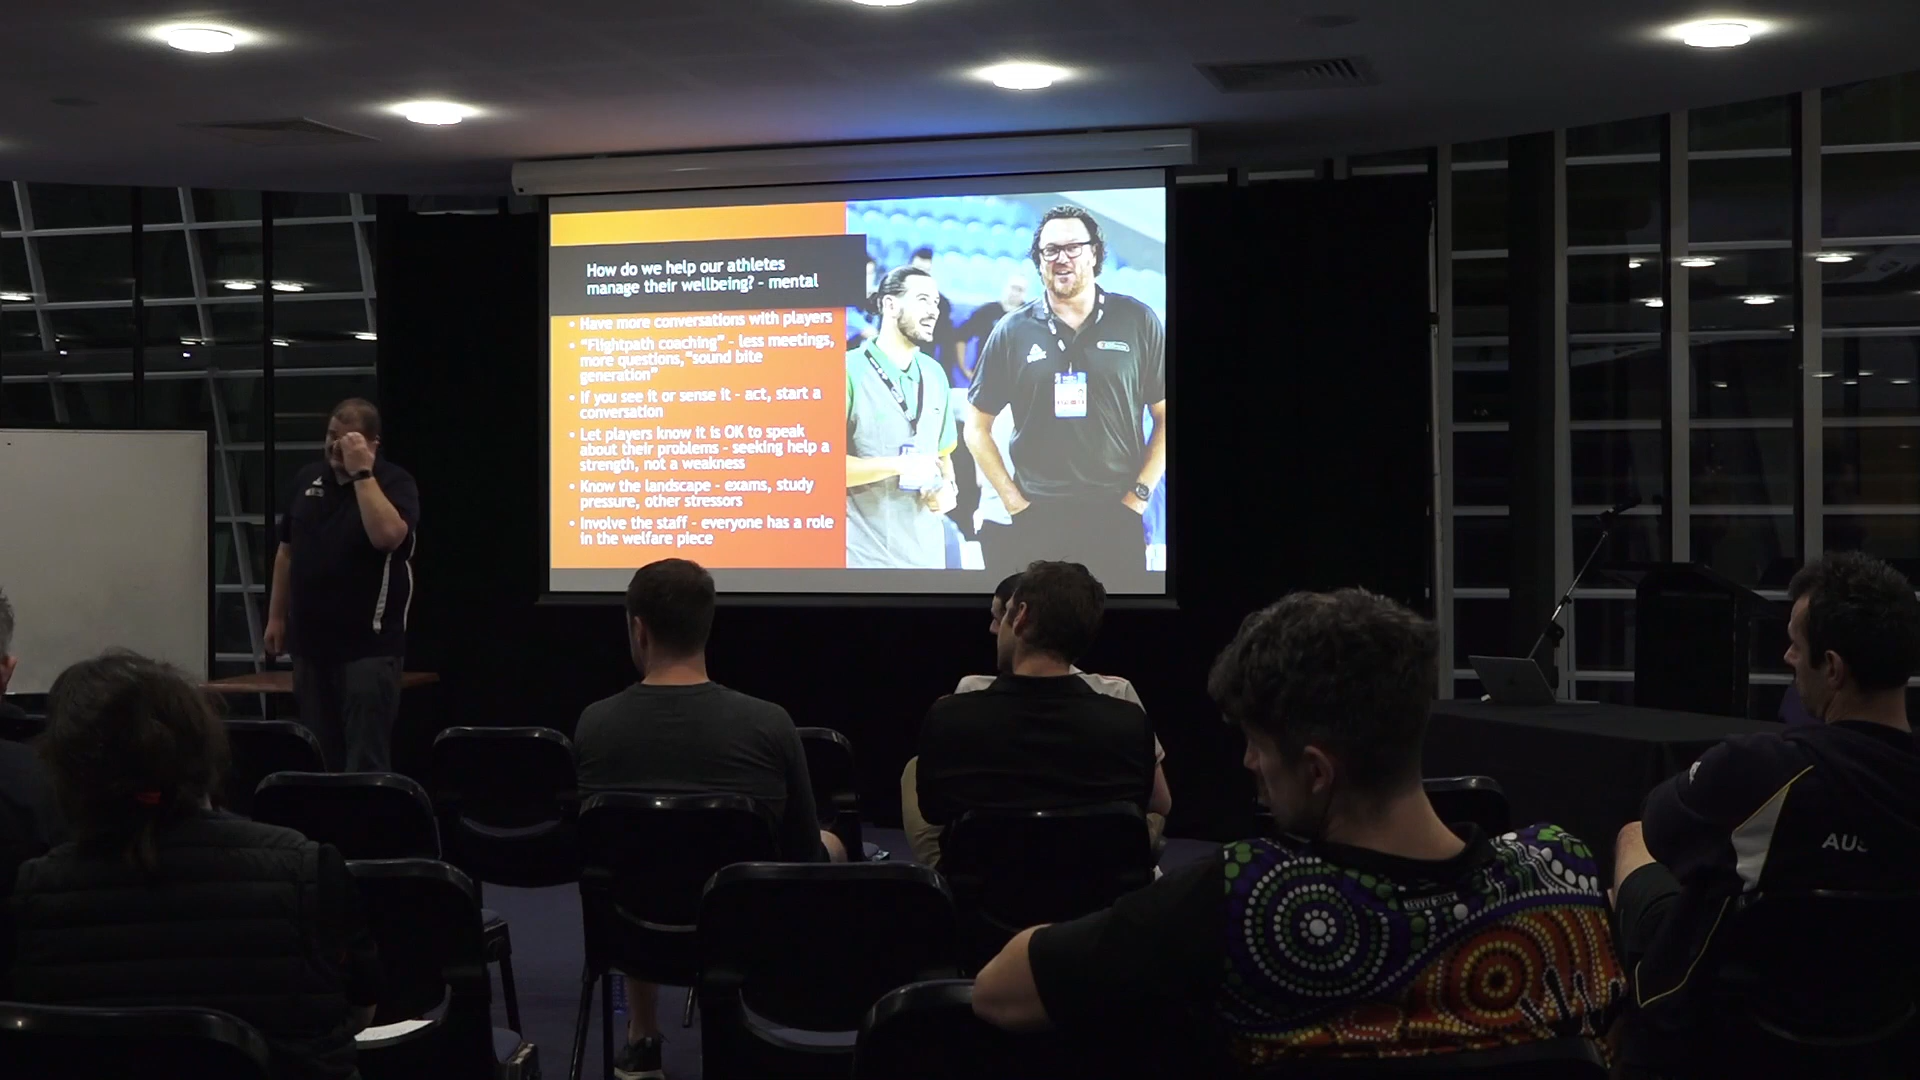 How do we help our athletes
manage their wellbeing? - mental
• Have more conversations with players
• "Flightpath coaching" - less meetings,
more questions, "sound bite
generation"
• If you see it or sense it - act, start a
conversation
• Let players know it is OK to speak
about their problems - seeking help a
strength, not a weakness
• Know the landscape - exams, study
pressure, other stressors
• Involve the staff - everyone has a role
in the welfare piece